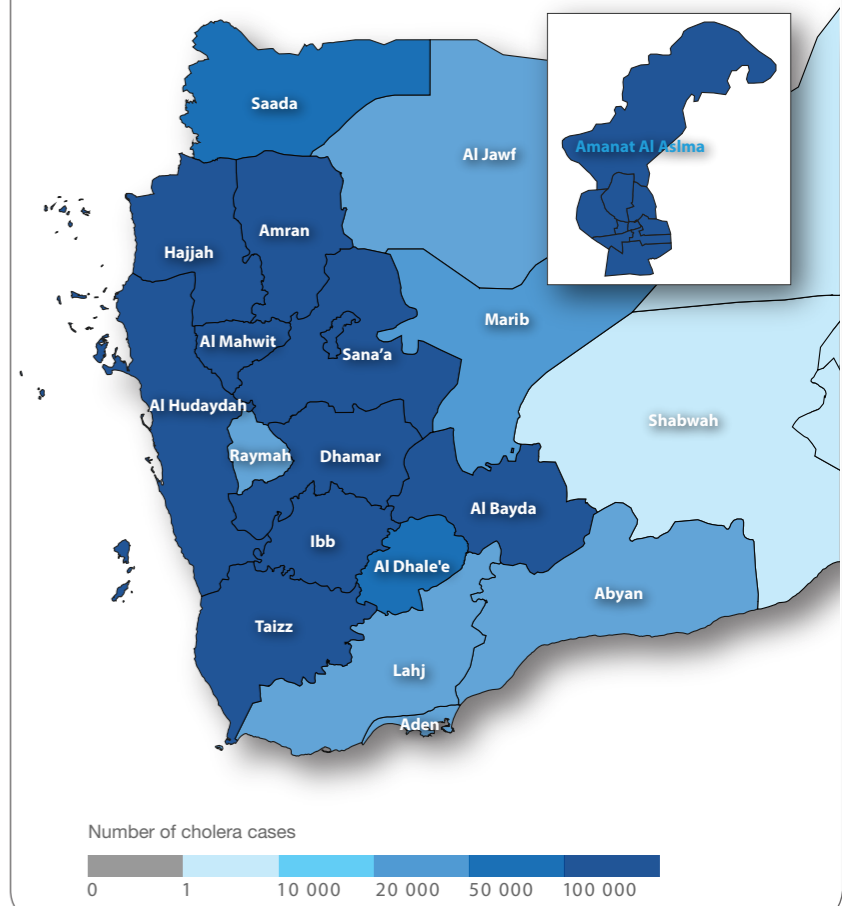 Saada
Al Jawf
Amanat Al Aslma
Amran
Hajjah
Marib
Al Mahwit
Sana’a
Al Hudaydah
Shabwah
Raymah
Dhamar
Al Bayda
Ibb
Al Dhale'e
Abyan
Taizz
Lahj
Aden
Number of cholera cases
0 1 10 000 20 000 50 000 100 000